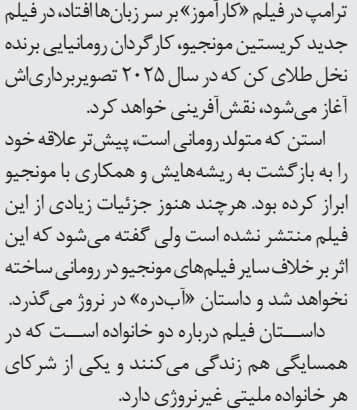 ترامپ در فیلم «کارآموز» بر سر زبان‌ها افتاد، در فیلم
جدید کریستین مونجیو، کارگردان رومانیایی برنده
نخل طلای کن که در سال ۲۰۲۵ تصویربرداری‌اش
آغاز می‌شود، نقش‌آفرینی خواهد کرد.
استن که متولد رومانی است، پیش‌تر علاقه خود
را به بازگشت به ریشه‌هایش و همکاری با مونجیو
ابراز کرده بود. هرچند هنوز جزئیات زیادی از این
فیلم منتشر نشده است ولی گفته می‌شود که این
اثر بر خلاف سایر فیلم‌های مونجیو در رومانی ساخته
نخواهد شد و داستان «آب‌دره» در نروژ می‌گذرد.
داستان فیلم درباره دو خانواده است که در
همسایگی هم زندگی می‌کنند و یکی از شرکای
هر خانواده ملیتی غیرنروژی دارد.